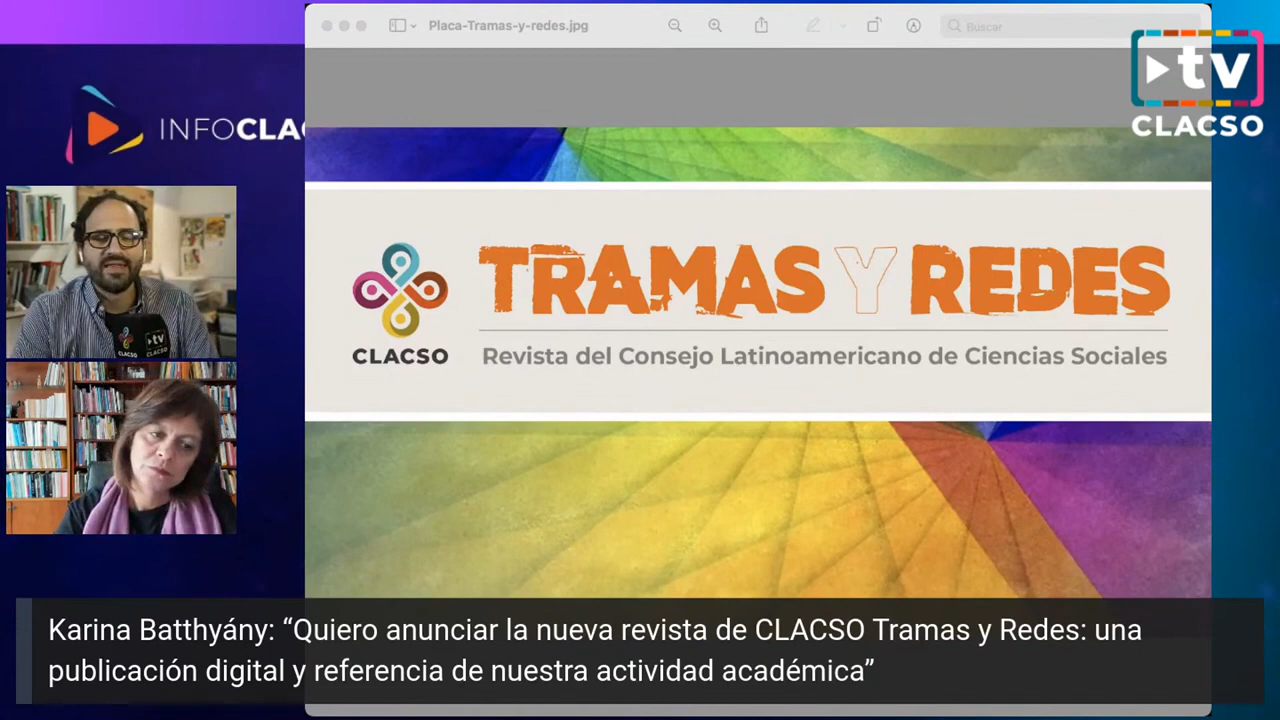 Placa-Tramas-y-redes.jpg
Buscar
tv
CLACSO
INFOCLAC
TRAMAS Y REDES
CLACSO
Revista del Consejo Latinoamericano de Ciencias Sociales
CLACSO
tv
CLACSO
Karina Batthyány: “Quiero anunciar la nueva revista de CLACSO Tramas y Redes: una
publicación digital y referencia de nuestra actividad académica”